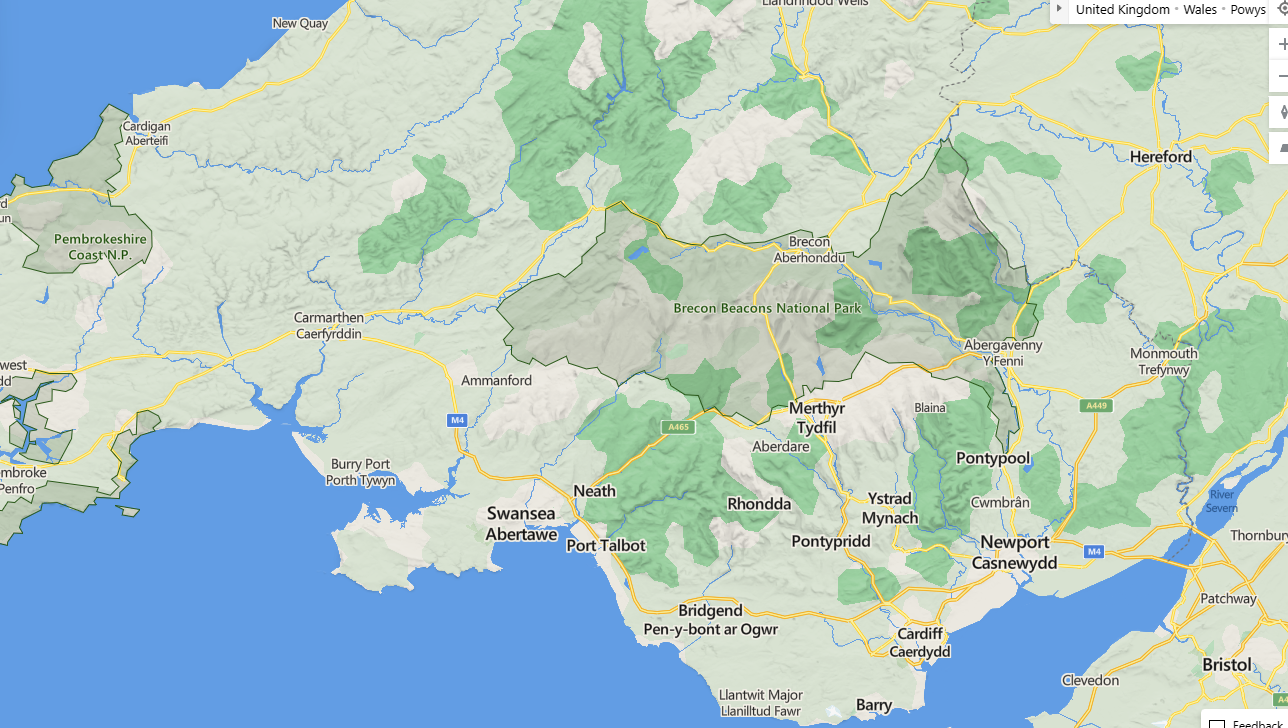 New Quay
Llandrindod Wells
United Kingdom • Wales • Powys
Cardigan
Aberteifi
Hereford
Pembrokeshire
Coast N.P.
Brecon
Aberhonddu
Brecon Beacons National Park
Carmarthen
Caerfyrddin
Abergavenny
Y Fenni
Monmouth
Trefynwy
Ammanford
M4
A465
Merthyr
Tydfil
Blaina
A449
Aberdare
Pontypool
Burry Port
Porth Tywyn
Neath
Rhondda
Ystrad
Mynach
Cwmbrân
River
Severn
Swansea
Abertawe
Port Talbot
Pontypridd
Newport
Casnewydd
M4
Thornbury
Patchway
Bridgend
Pen-y-bont ar Ogwr
Cardiff
Caerdydd
Bristol
Clevedon
Llantwit Major
Llanilltud Fawr
Barry
Penfro
Feedback